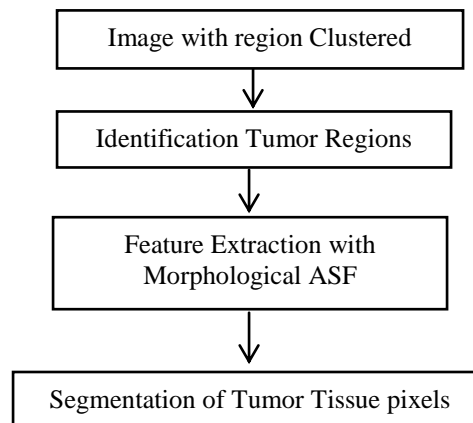 Image with region Clustered
Identification Tumor Regions
Feature Extraction with
Morphological ASF
Segmentation of Tumor Tissue pixels